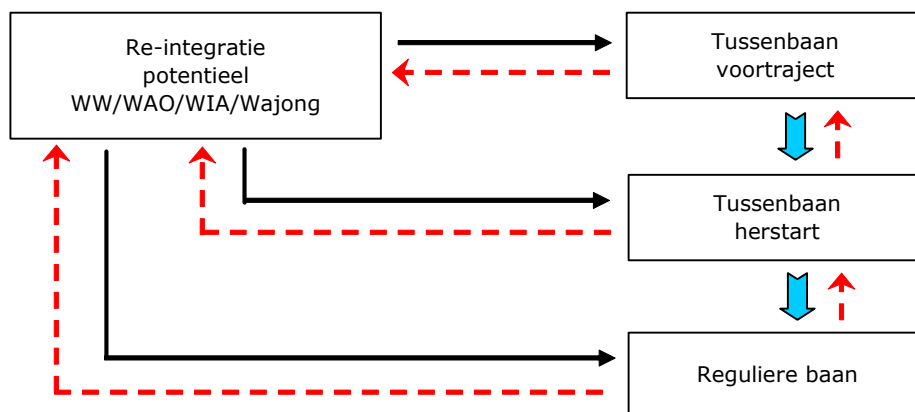 Re-integratie
potentieel
WW/WAO/WIA/Wajong
Tussenbaan
voortraject
Tussenbaan
herstart
Reguliere baan